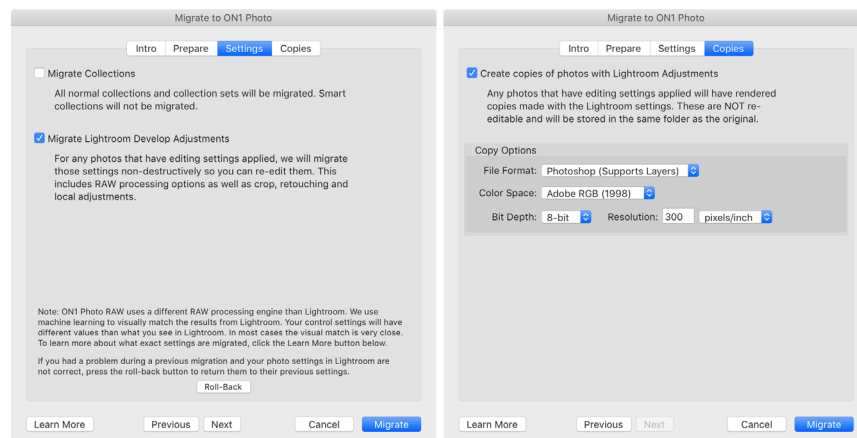 Migrate to ON1 Photo
Intro Prepare Settings Copies
Migrate Collections
All normal collections and collection sets will be migrated. Smart
collections will not be migrated.
Migrate Lightroom Develop Adjustments
For any photos that have editing settings applied, we will migrate
those settings non-destructively so you can re-edit them. This
includes RAW processing options as well as crop, retouching and
local adjustments.
Note: ON1 Photo RAW uses a different RAW processing engine than Lightroom. We use
machine learning to visually match the results from Lightroom. Your control settings will have
different values than what you see in Lightroom. In most cases the visual match is very close.
To learn more about what exact settings are migrated, click the Learn More button below.
If you had a problem during a previous migration and your photo settings in Lightroom are
not correct, press the roll-back button to return them to their previous settings.
Roll-Back
Learn More Previous Next Cancel Migrate
Migrate to ON1 Photo
Intro Prepare Settings Copies
Create copies of photos with Lightroom Adjustments
Any photos that have editing settings applied will have rendered
copies made with the Lightroom settings. These are NOT re-
editable and will be stored in the same folder as the original.
Copy Options
File Format: Photoshop (Supports Layers)
Color Space: Adobe RGB (1998)
Bit Depth: 8-bit Resolution: 300 pixels/inch
Learn More Previous Next Cancel Migrate